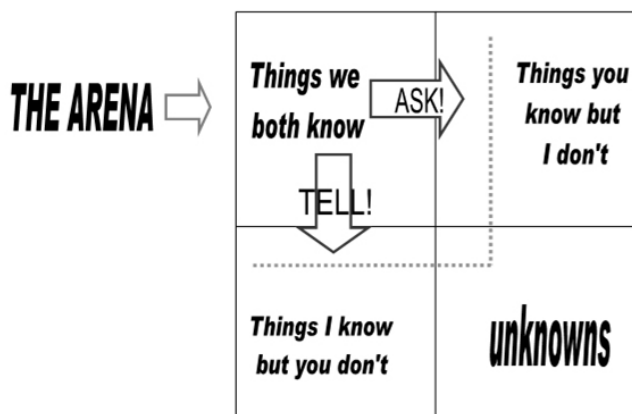 THE ARENA
Things we
both know
ASK!
Things you
know but
I don't
TELL!
Things I know
but you don't
unknowns